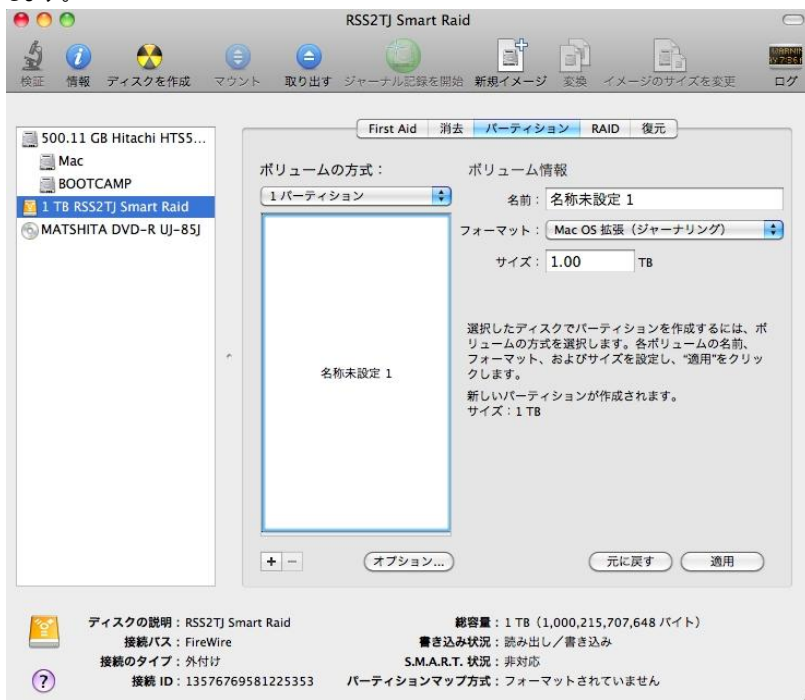 RSS2TJ Smart Raid
検証 情報 ディスクを作成 マウント 取り出す ジャーナル記録を開始 新規イメージ 変換 イメージのサイズを変更 ログ
500.11 GB Hitachi HTS5...
Mac
BOOTCAMP
1 TB RSS2TJ Smart Raid
MATSHITA DVD-R UJ-85J
First Aid 消去 パーティション RAID 復元
ボリュームの方式：
1 パーティション
名称未設定 1
+ − オプション...
ボリューム情報
名前： 名称未設定 1
フォーマット： Mac OS 拡張（ジャーナリング）
サイズ： 1.00 TB
選択したディスクでパーティションを作成するには、ボ
リュームの方式を選択します。各ボリュームの名前、
フォーマット、およびサイズを設定し、“適用”をクリッ
クします。
新しいパーティションが作成されます。
サイズ：1 TB
元に戻す 適用
ディスクの説明：RSS2TJ Smart Raid
接続バス：FireWire
接続のタイプ：外付け
接続 ID：13576769581225353
総容量：1 TB（1,000,215,707,648 バイト）
書き込み状況：読み出し／書き込み
S.M.A.R.T. 状況：非対応
パーティションマップ方式：フォーマットされていません
?